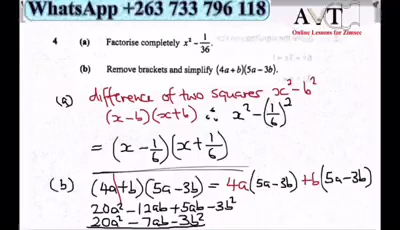 WhatsApp +263 733 796 118
AVT
Online Lessons for Zimsec
4 (a) Factorise completely x² − 1/36.
(b) Remove brackets and simplify (4a + b)(5a − 3b).
(a) difference of two squares x² − b²
(x − b)(x + b) ∴ x² − (1/6)²
= (x − 1/6)(x + 1/6)
(b) (4a + b)(5a − 3b) = 4a(5a − 3b) + b(5a − 3b)
20a² − 12ab + 5ab − 3b²
20a² − 7ab − 3b²